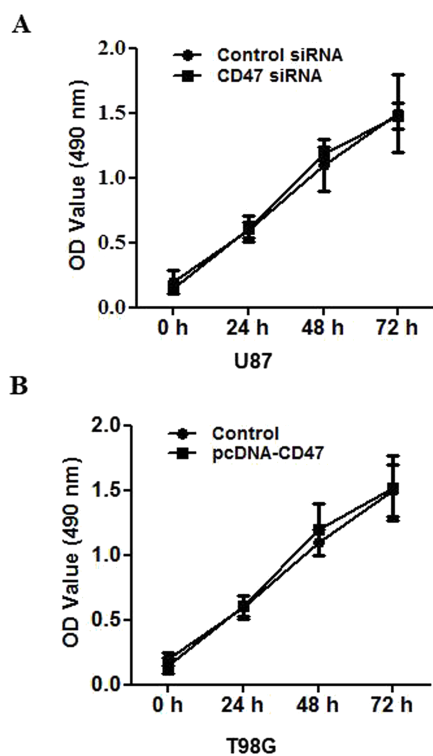 A
Control siRNA
CD47 siRNA
OD Value (490 nm)
2.0
1.5
1.0
0.5
0.0
0 h 24 h 48 h 72 h
U87
B
Control
pcDNA-CD47
OD Value (490 nm)
2.0
1.5
1.0
0.5
0.0
0 h 24 h 48 h 72 h
T98G